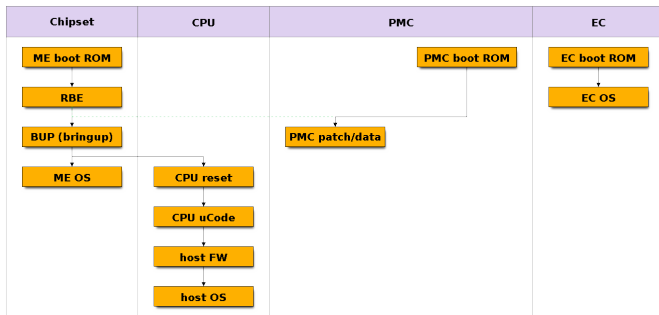 Chipset CPU PMC EC
ME boot ROM PMC boot ROM EC boot ROM
RBE EC OS
BUP (bringup) PMC patch/data
ME OS CPU reset
CPU uCode
host FW
host OS